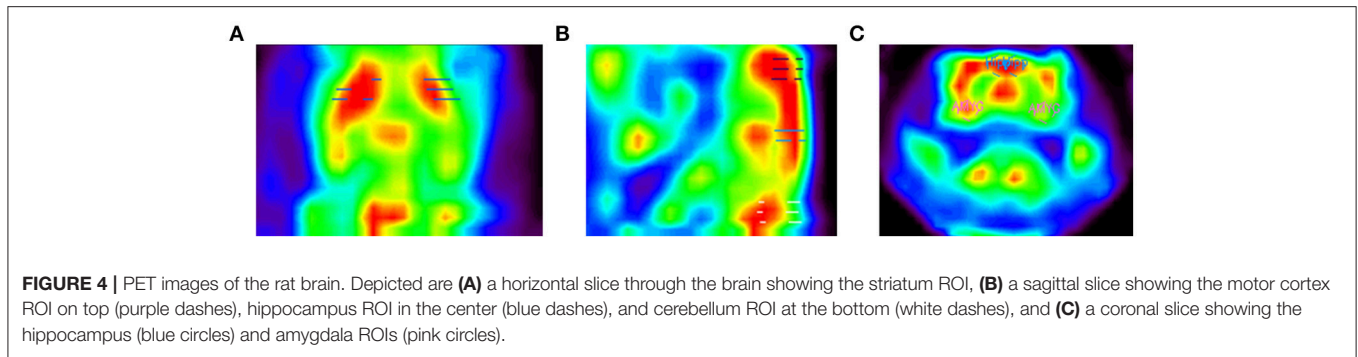 A
B
C
AMYG
AMYG
FIGURE 4 | PET images of the rat brain. Depicted are (A) a horizontal slice through the brain showing the striatum ROI, (B) a sagittal slice showing the motor cortex
ROI on top (purple dashes), hippocampus ROI in the center (blue dashes), and cerebellum ROI at the bottom (white dashes), and (C) a coronal slice showing the
hippocampus (blue circles) and amygdala ROIs (pink circles).